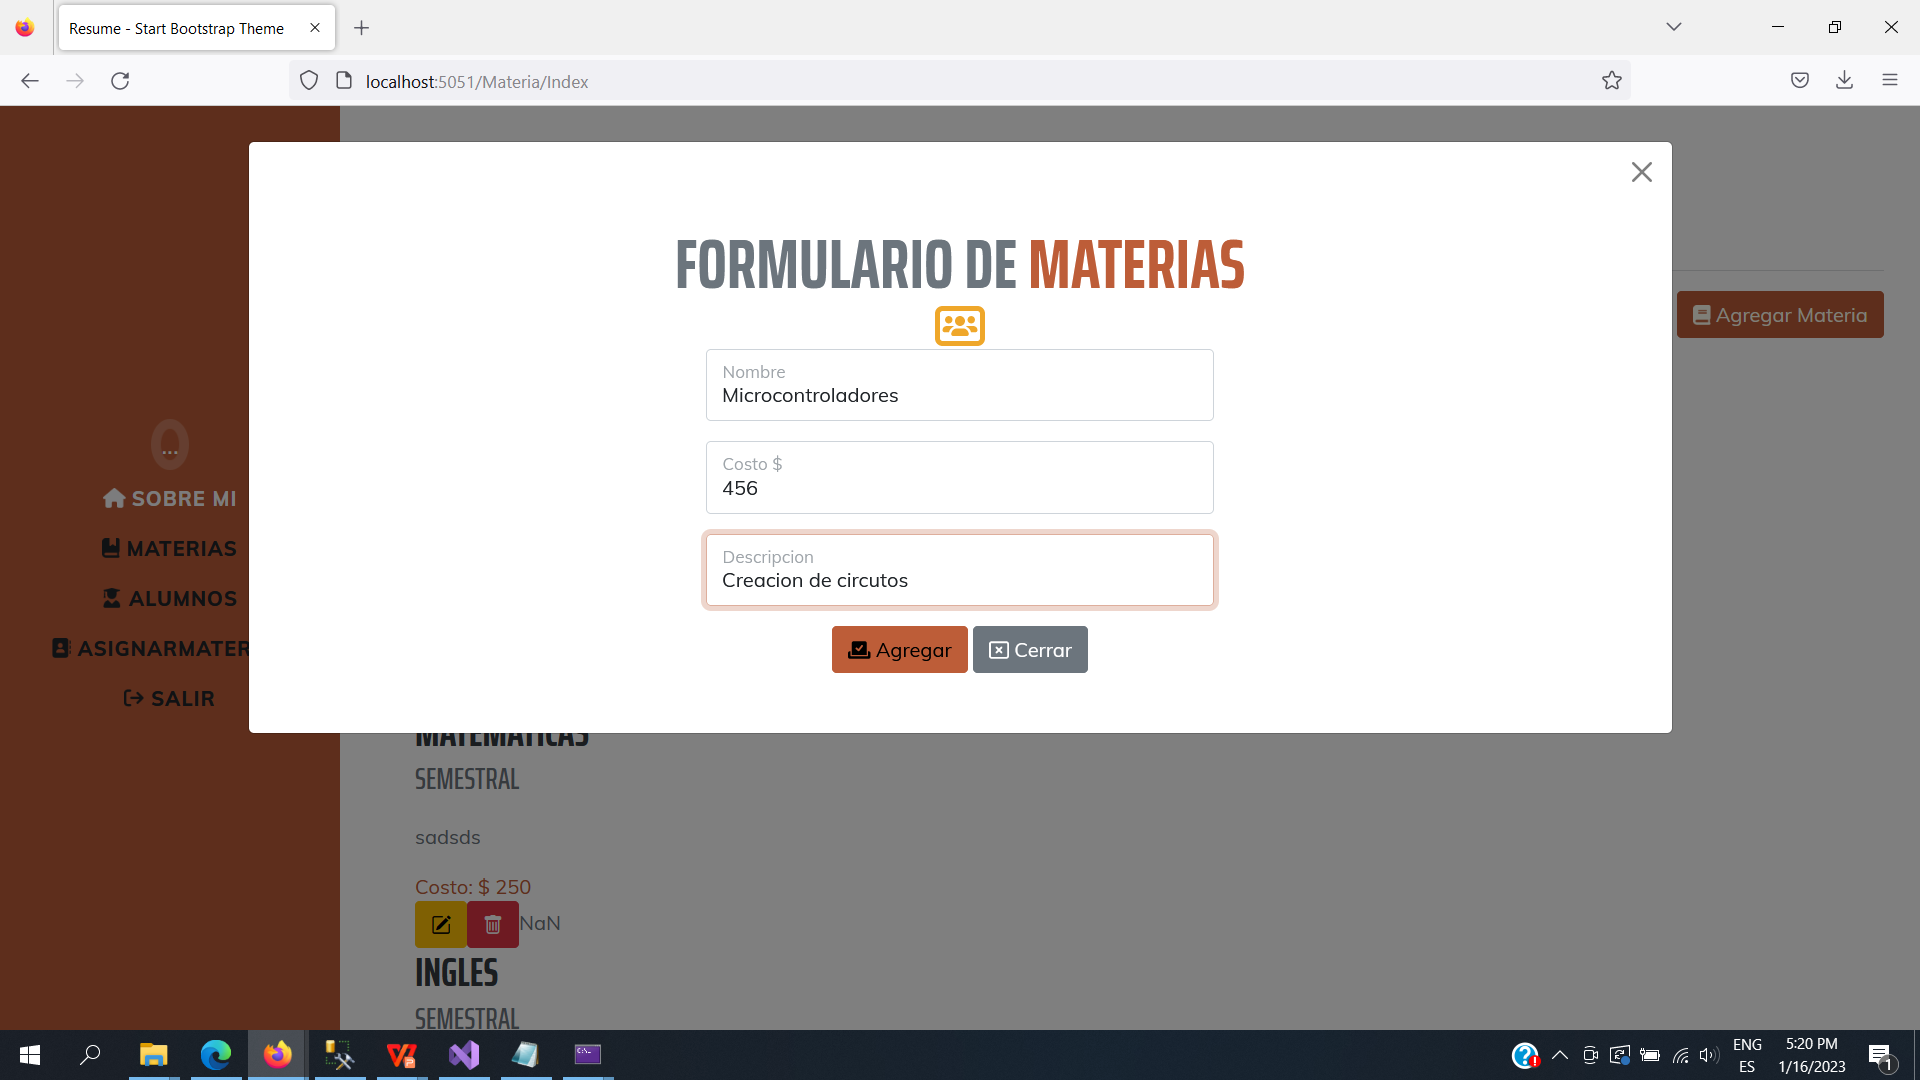 Resume - Start Bootstrap Theme
localhost:5051/Materia/Index
FORMULARIO DE MATERIAS
Agregar Materia
Nombre
Microcontroladores
Costo $
456
Descripcion
Creacion de circutos
Agregar Cerrar
...
SOBRE MI
MATERIAS
ALUMNOS
ASIGNARMATER
SALIR
MATEMATICAS
SEMESTRAL
sadsds
Costo: $ 250
NaN
INGLES
SEMESTRAL
ENG
ES
5:20 PM
1/16/2023
1